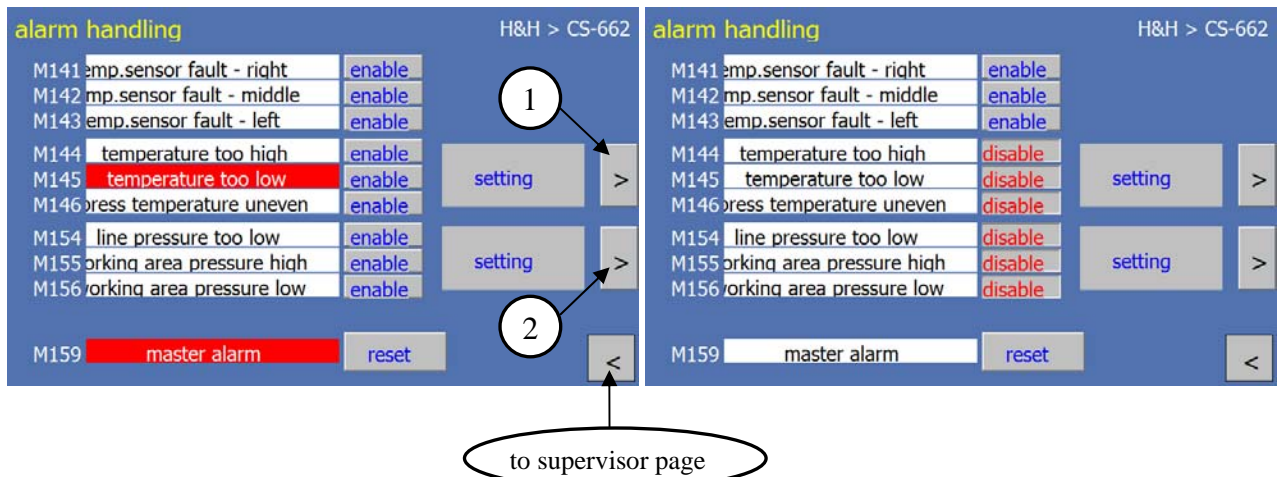 alarm handling H&H > CS-662
M141 emp.sensor fault - right enable
M142 mp.sensor fault - middle enable
M143 emp.sensor fault - left enable
M144 temperature too high enable
M145 temperature too low enable setting >
M146 press temperature uneven enable
M154 line pressure too low enable
M155 orking area pressure high enable setting >
M156 vorking area pressure low enable
M159 master alarm reset <
1
2
alarm handling H&H > CS-662
M141 emp.sensor fault - right enable
M142 mp.sensor fault - middle enable
M143 emp.sensor fault - left enable
M144 temperature too high disable
M145 temperature too low disable setting >
M146 press temperature uneven disable
M154 line pressure too low disable
M155 orking area pressure high disable setting >
M156 vorking area pressure low disable
M159 master alarm reset <
to supervisor page